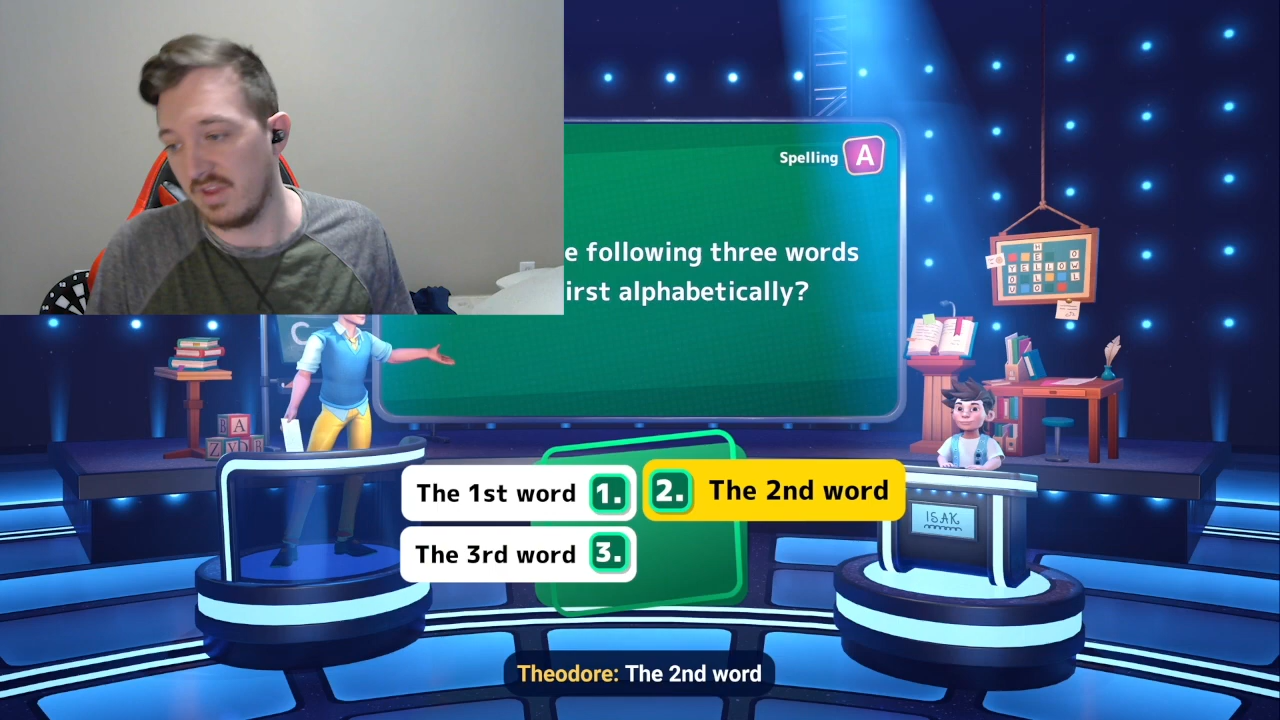 Spelling A
e following three words
irst alphabetically?
C
B A
Z Y D B
ISAK
The 1st word 1.
2. The 2nd word
The 3rd word 3.
Theodore: The 2nd word